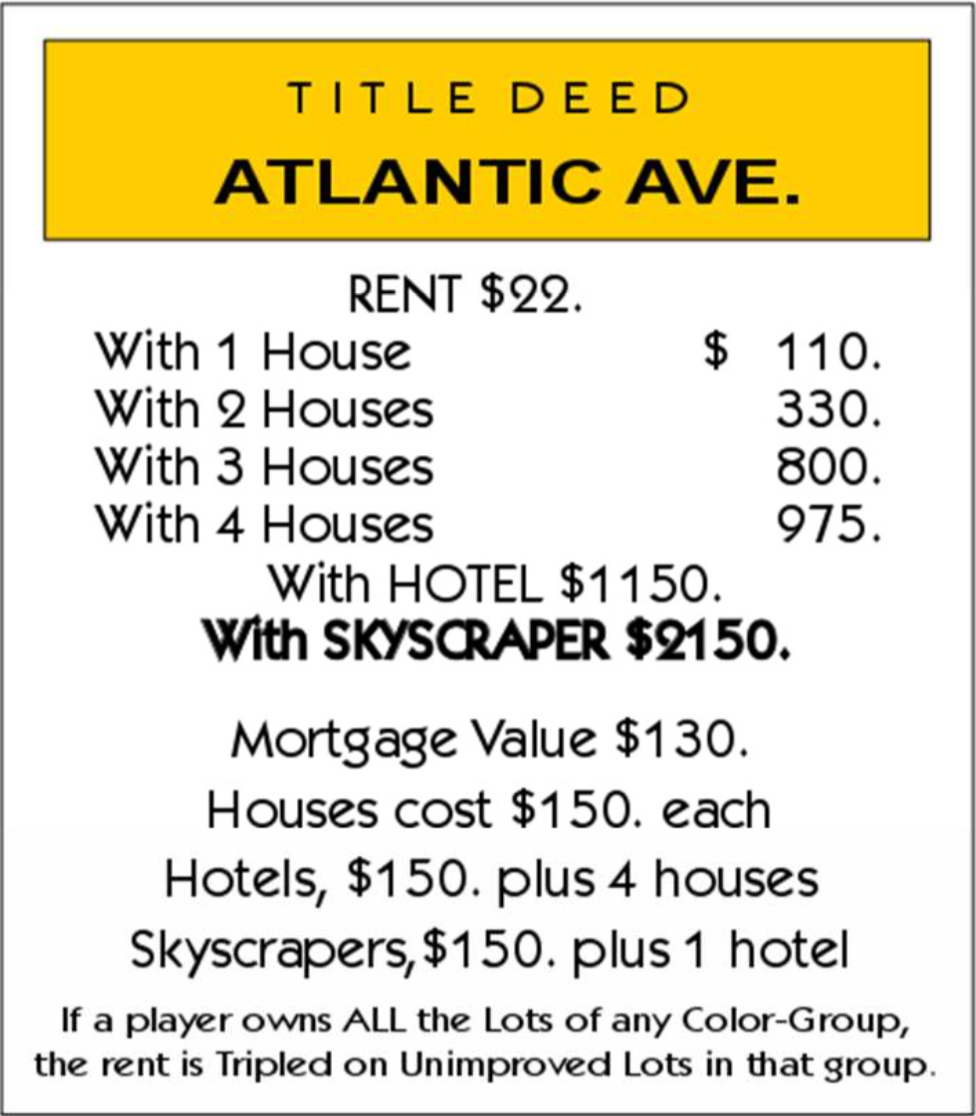 TITLE DEED
ATLANTIC AVE.
RENT $22.
With 1 House $ 110.
With 2 Houses 330.
With 3 Houses 800.
With 4 Houses 975.
With HOTEL $1150.
With SKYSCRAPER $2150.
Mortgage Value $130.
Houses cost $150. each
Hotels, $150. plus 4 houses
Skyscrapers,$150. plus 1 hotel
If a player owns ALL the Lots of any Color-Group,
the rent is Tripled on Unimproved Lots in that group.